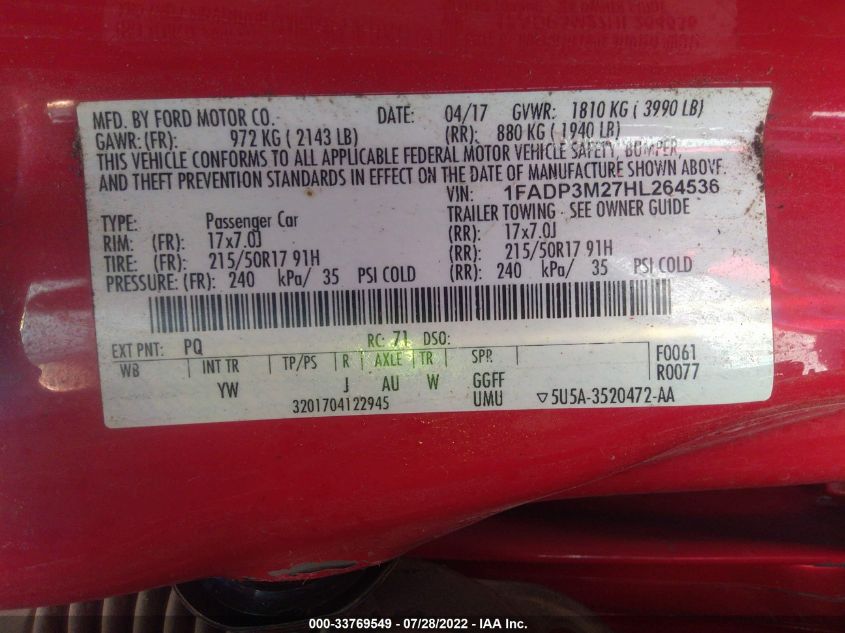 MFD. BY FORD MOTOR CO. DATE: 04/17 GVWR: 1810 KG ( 3990 LB)
GAWR: (FR): 972 KG ( 2143 LB) (RR): 880 KG ( 1940 LB)
THIS VEHICLE CONFORMS TO ALL APPLICABLE FEDERAL MOTOR VEHICLE SAFETY, BUMPER,
AND THEFT PREVENTION STANDARDS IN EFFECT ON THE DATE OF MANUFACTURE SHOWN ABOVE.
VIN: 1FADP3M27HL264536
TYPE: Passenger Car TRAILER TOWING - SEE OWNER GUIDE
RIM: (FR): 17x7.0J (RR): 17x7.0J
TIRE: (FR): 215/50R17 91H (RR): 215/50R17 91H
PRESSURE: (FR): 240 kPa/ 35 PSI COLD (RR): 240 kPa/ 35 PSI COLD
EXT PNT: PQ RC: 71 DSO:
WB INT TR TP/PS R AXLE TR SPR F0061
YW J AU W GGFF R0077
3201704122945 UMU ▽5U5A-3520472-AA
000-33769549 - 07/28/2022 - IAA Inc.